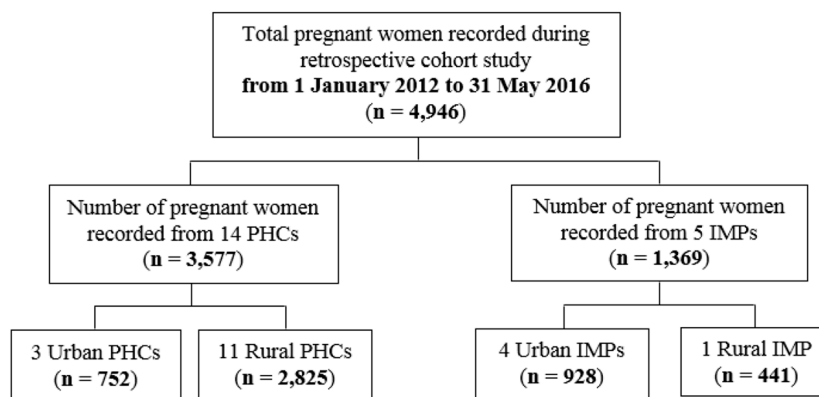 Total pregnant women recorded during
retrospective cohort study
from 1 January 2012 to 31 May 2016
(n = 4,946)
Number of pregnant women
recorded from 14 PHCs
(n = 3,577)
Number of pregnant women
recorded from 5 IMPs
(n = 1,369)
3 Urban PHCs
(n = 752)
11 Rural PHCs
(n = 2,825)
4 Urban IMPs
(n = 928)
1 Rural IMP
(n = 441)